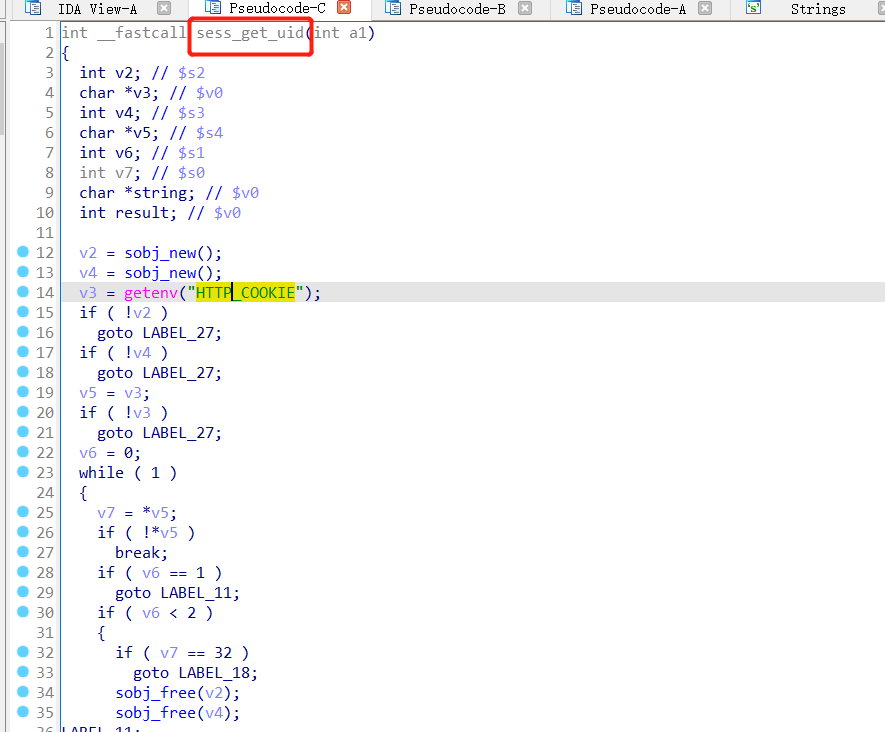 IDA View-A Pseudocode-C Pseudocode-B Pseudocode-A Strings
1 int __fastcall sess_get_uid(int a1)
2 {
3 int v2; // $s2
4 char *v3; // $v0
5 int v4; // $s3
6 char *v5; // $s4
7 int v6; // $s1
8 int v7; // $s0
9 char *string; // $v0
10 int result; // $v0
11
12 v2 = sobj_new();
13 v4 = sobj_new();
14 v3 = getenv("HTTP_COOKIE");
15 if ( !v2 )
16 goto LABEL_27;
17 if ( !v4 )
18 goto LABEL_27;
19 v5 = v3;
20 if ( !v3 )
21 goto LABEL_27;
22 v6 = 0;
23 while ( 1 )
24 {
25 v7 = *v5;
26 if ( !*v5 )
27 break;
28 if ( v6 == 1 )
29 goto LABEL_11;
30 if ( v6 < 2 )
31 {
32 if ( v7 == 32 )
33 goto LABEL_18;
34 sobj_free(v2);
35 sobj_free(v4);
36 LABEL_11: